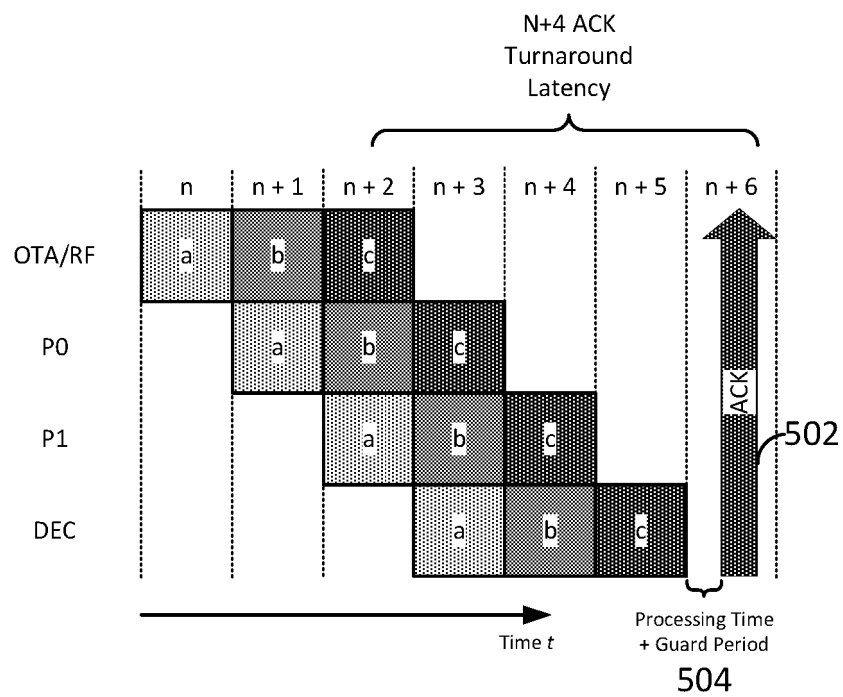 N+4 ACK
Turnaround
Latency
n n + 1 n + 2 n + 3 n + 4 n + 5 n + 6
OTA/RF a b c
P0 a b c
ACK
P1 a b c
502
DEC a b c
Time t
Processing Time
+ Guard Period
504